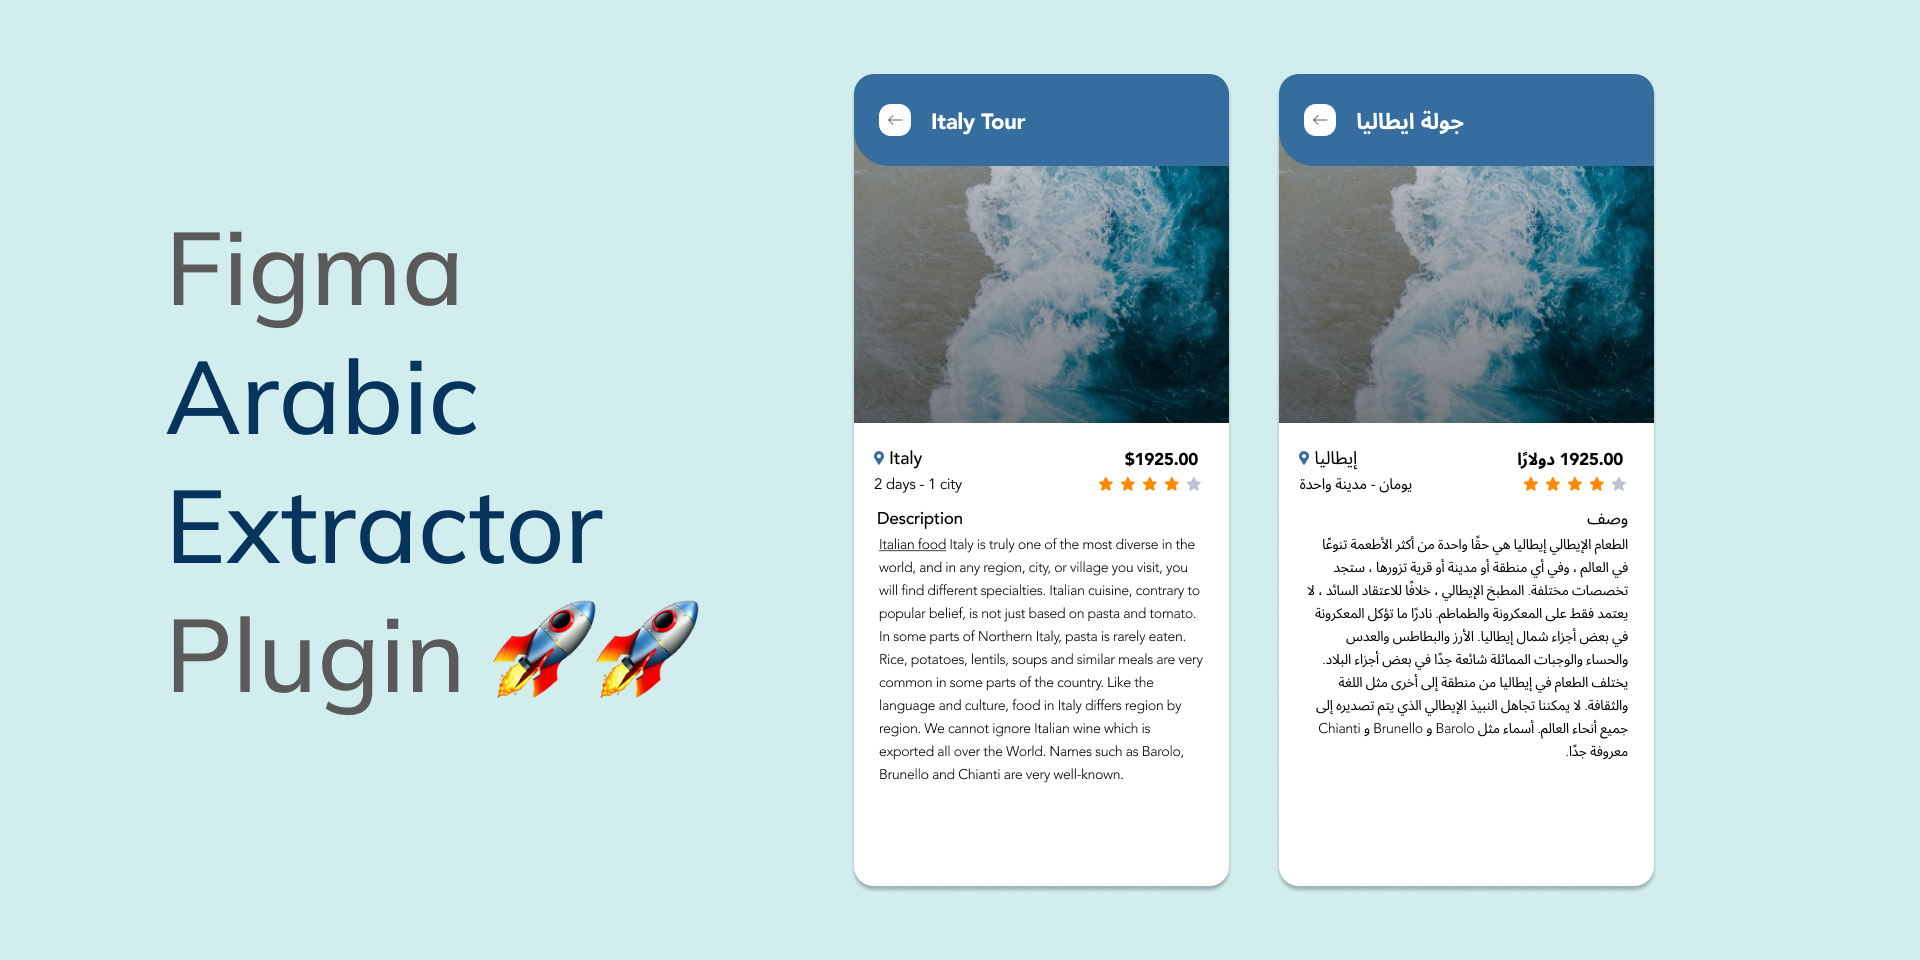 Figma
Arabic
Extractor
Plugin 🚀🚀
Italy Tour
Italy
$1925.00
2 days - 1 city
Description
Italian food Italy is truly one of the most diverse in the
world, and in any region, city, or village you visit, you
will find different specialties. Italian cuisine, contrary to
popular belief, is not just based on pasta and tomato.
In some parts of Northern Italy, pasta is rarely eaten.
Rice, potatoes, lentils, soups and similar meals are very
common in some parts of the country. Like the
language and culture, food in Italy differs region by
region. We cannot ignore Italian wine which is
exported all over the World. Names such as Barolo,
Brunello and Chianti are very well-known.
جولة ايطاليا
إيطاليا
1925.00 دولارًا
يومان - مدينة واحدة
وصف
الطعام الإيطالي إيطاليا هي حقًا واحدة من أكثر الأطعمة تنوعًا
في العالم ، وفي أي منطقة أو مدينة أو قرية تزورها ، ستجد
تخصصات مختلفة. المطبخ الإيطالي ، خلافًا للاعتقاد السائد ، لا
يعتمد فقط على المعكرونة والطماطم. نادرًا ما تؤكل المعكرونة
في بعض أجزاء شمال إيطاليا. الأرز والبطاطس والعدس
والحساء والوجبات المماثلة شائعة جدًا في بعض أجزاء البلاد.
يختلف الطعام في إيطاليا من منطقة إلى أخرى مثل اللغة
والثقافة. لا يمكننا تجاهل النبيذ الإيطالي الذي يتم تصديره إلى
جميع أنحاء العالم. أسماء مثل Barolo و Brunello و Chianti
معروفة جدًا.